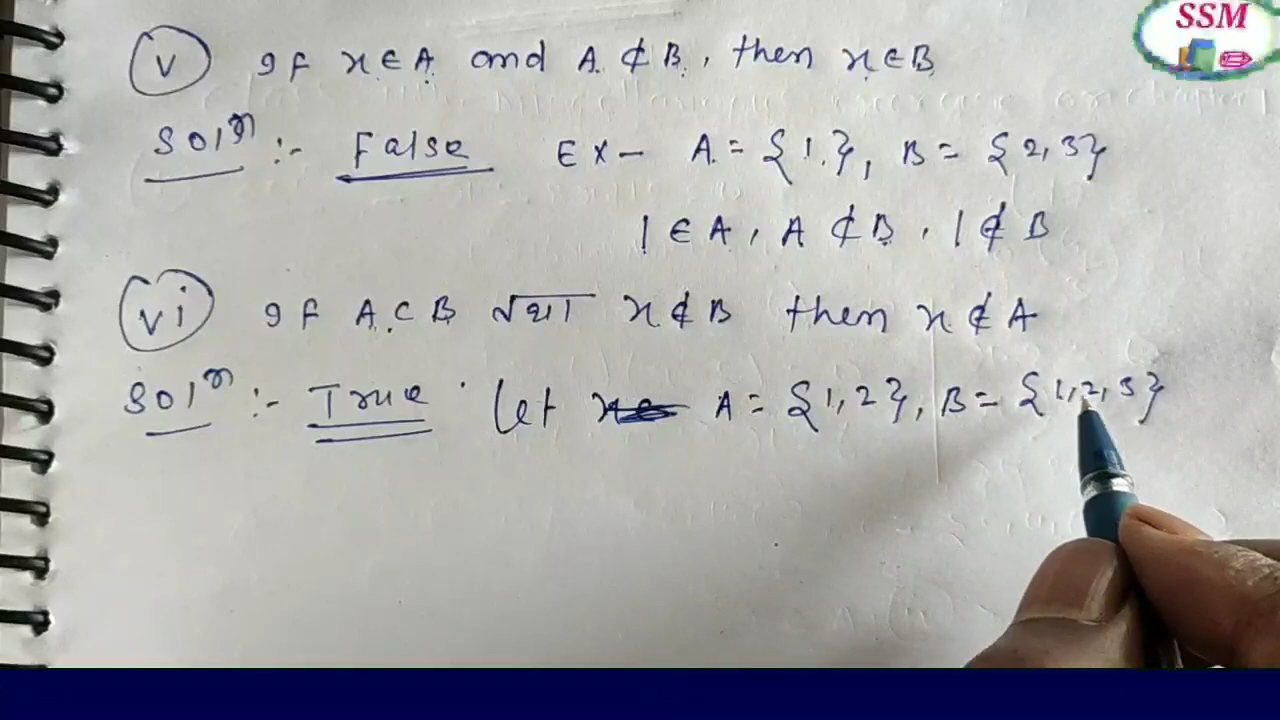 SSM
(v) If x ∈ A and A ⊄ B, then x ∈ B
Solⁿ :- False Ex- A = {1}, B = {2, 3}
1 ∈ A, A ⊄ B, 1 ∉ B
(vi) If A ⊂ B तथा x ∉ B then x ∉ A
Solⁿ :- True Let A = {1, 2}, B = {1, 2, 3}